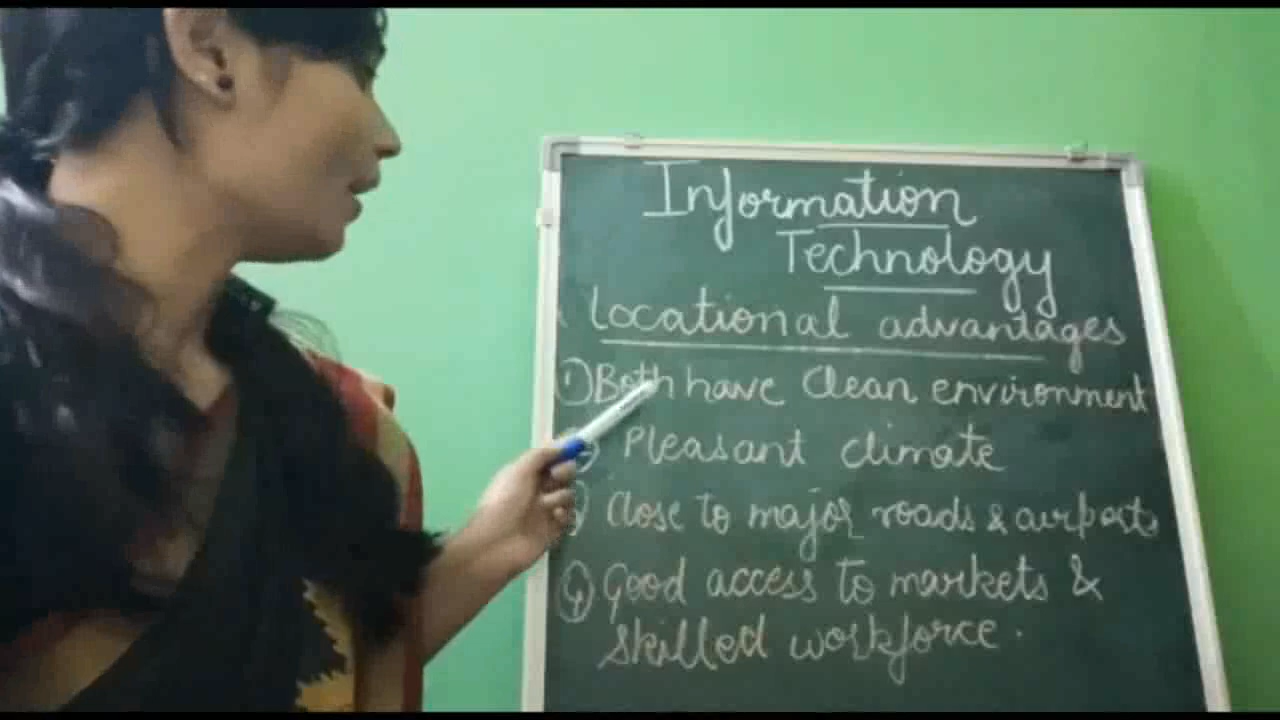 Information
Technology
Locational advantages
① Both have Clean environment
Pleasant climate
Close to major roads & airports
④ Good access to markets &
skilled workforce.